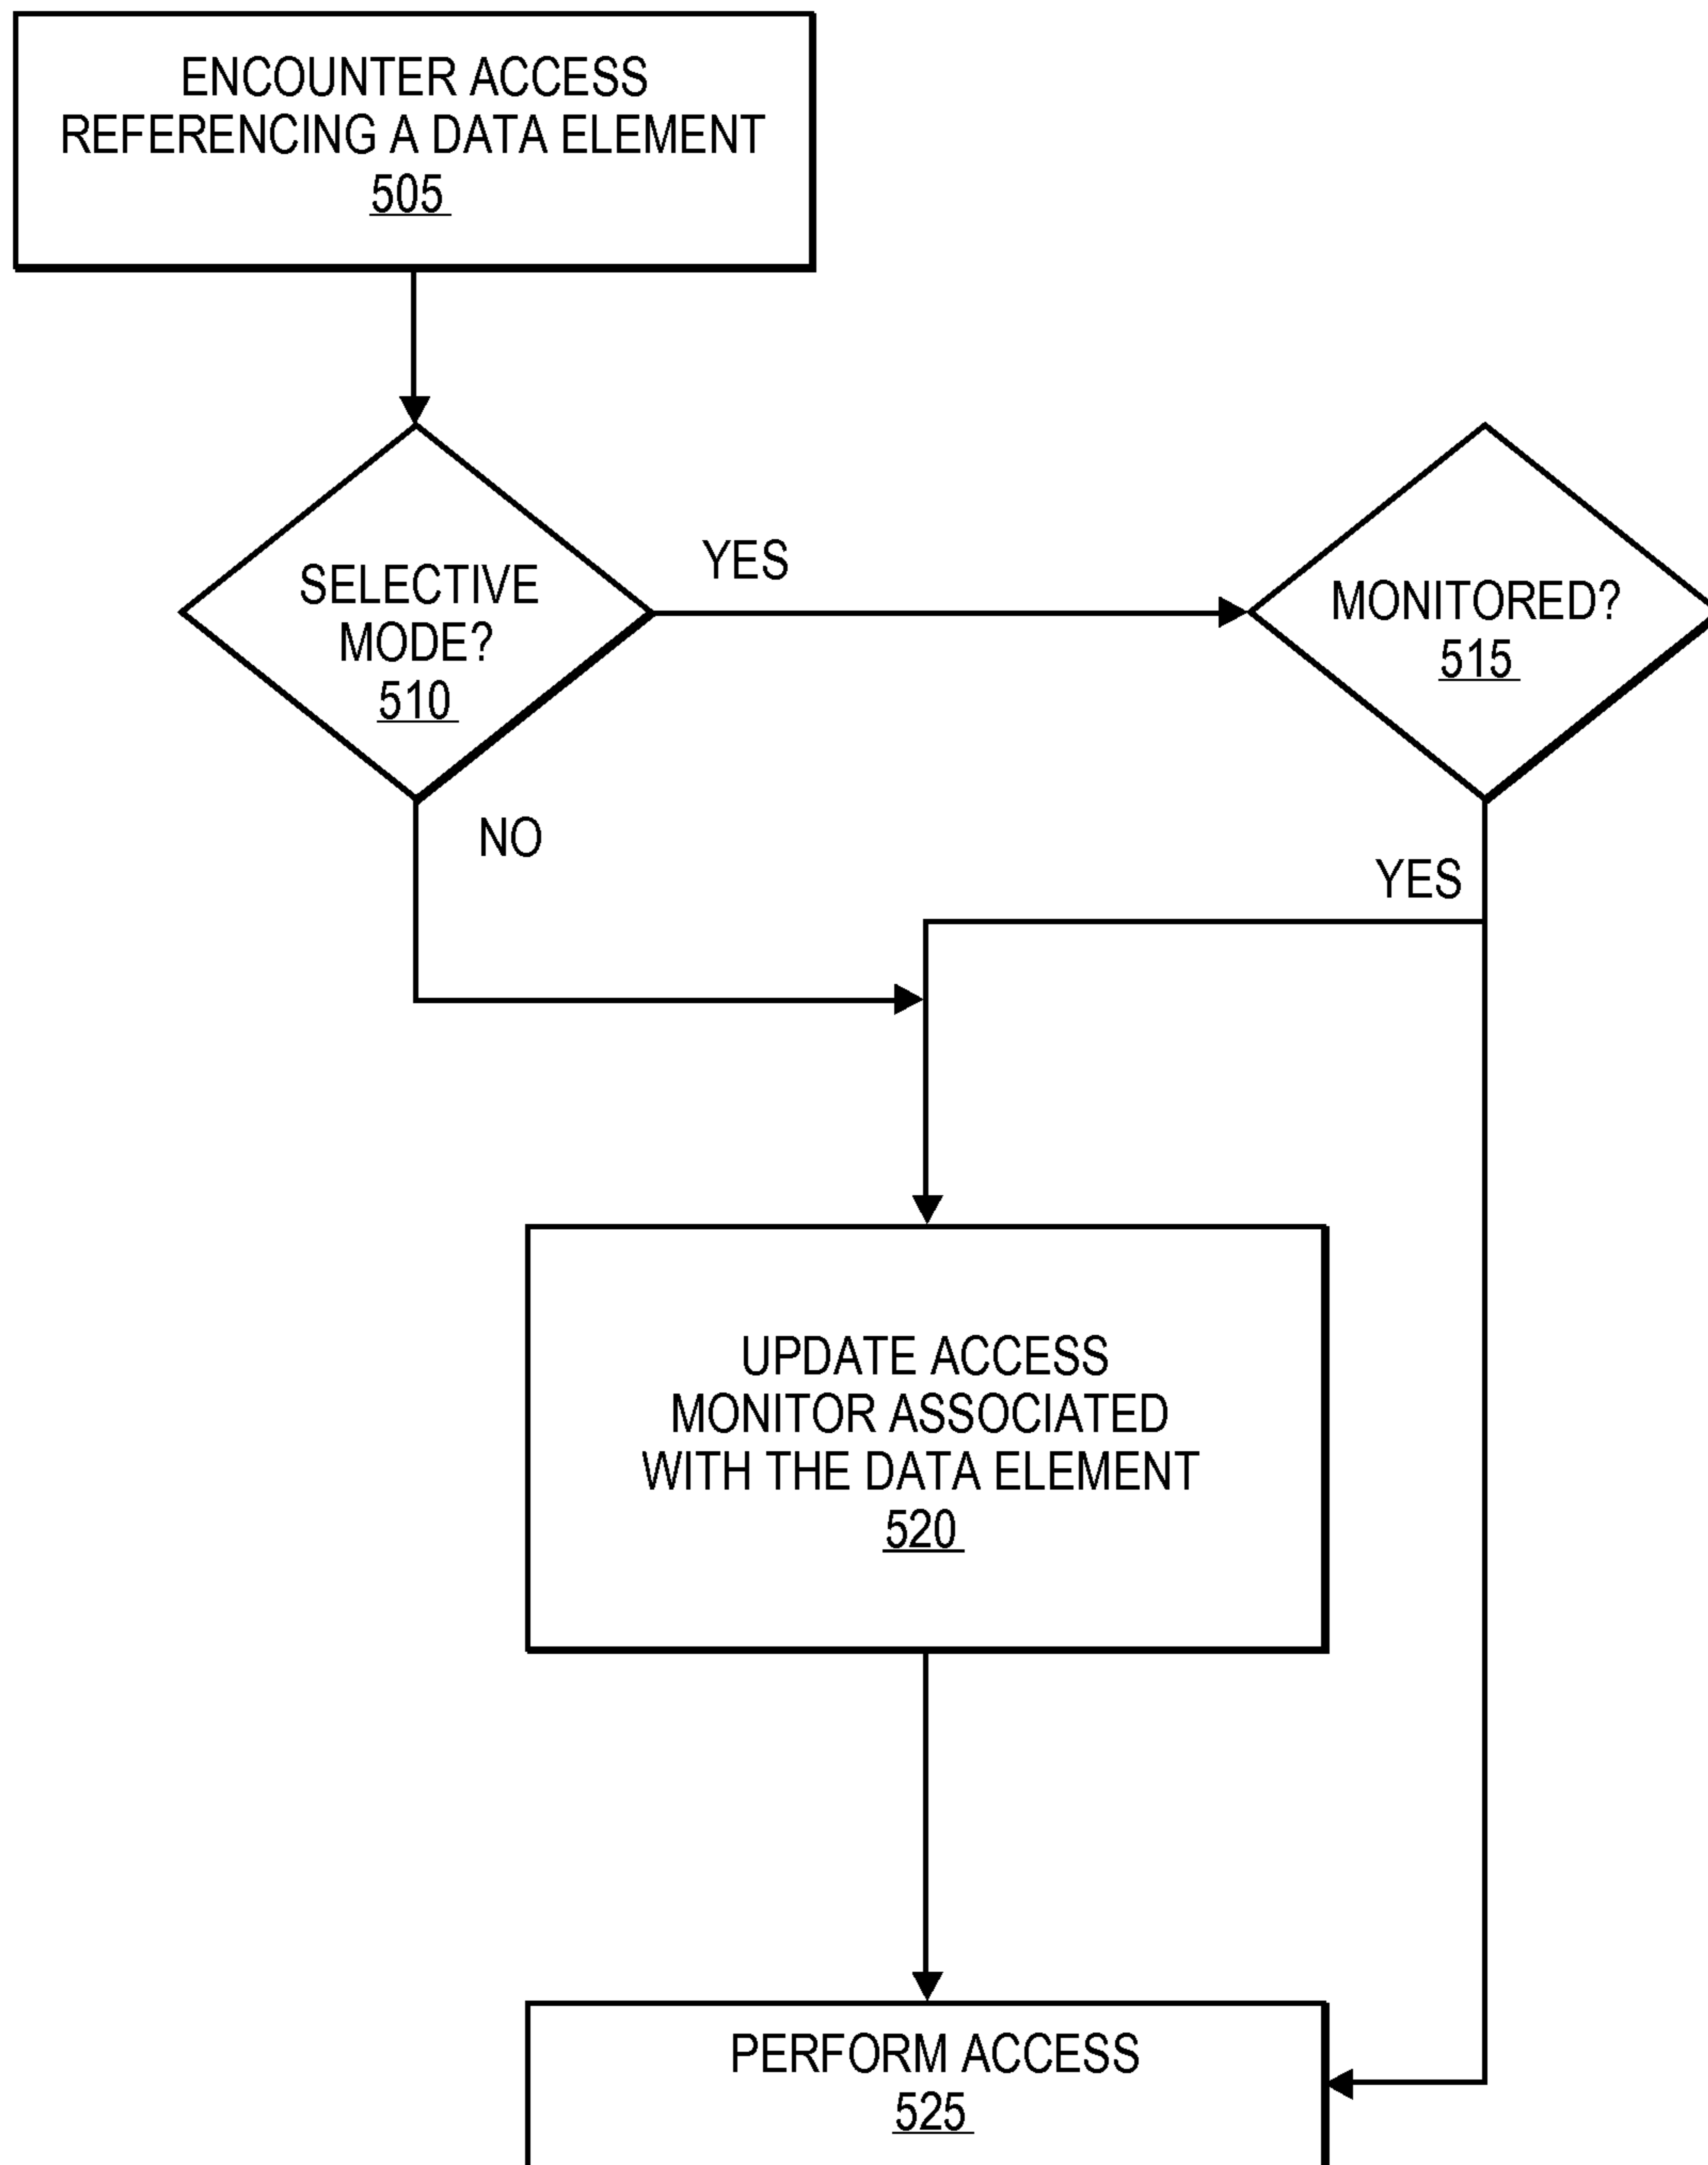 ENCOUNTER ACCESS
REFERENCING A DATA ELEMENT
505
SELECTIVE
MODE?
510
YES
MONITORED?
515
NO
YES
UPDATE ACCESS
MONITOR ASSOCIATED
WITH THE DATA ELEMENT
520
PERFORM ACCESS
525